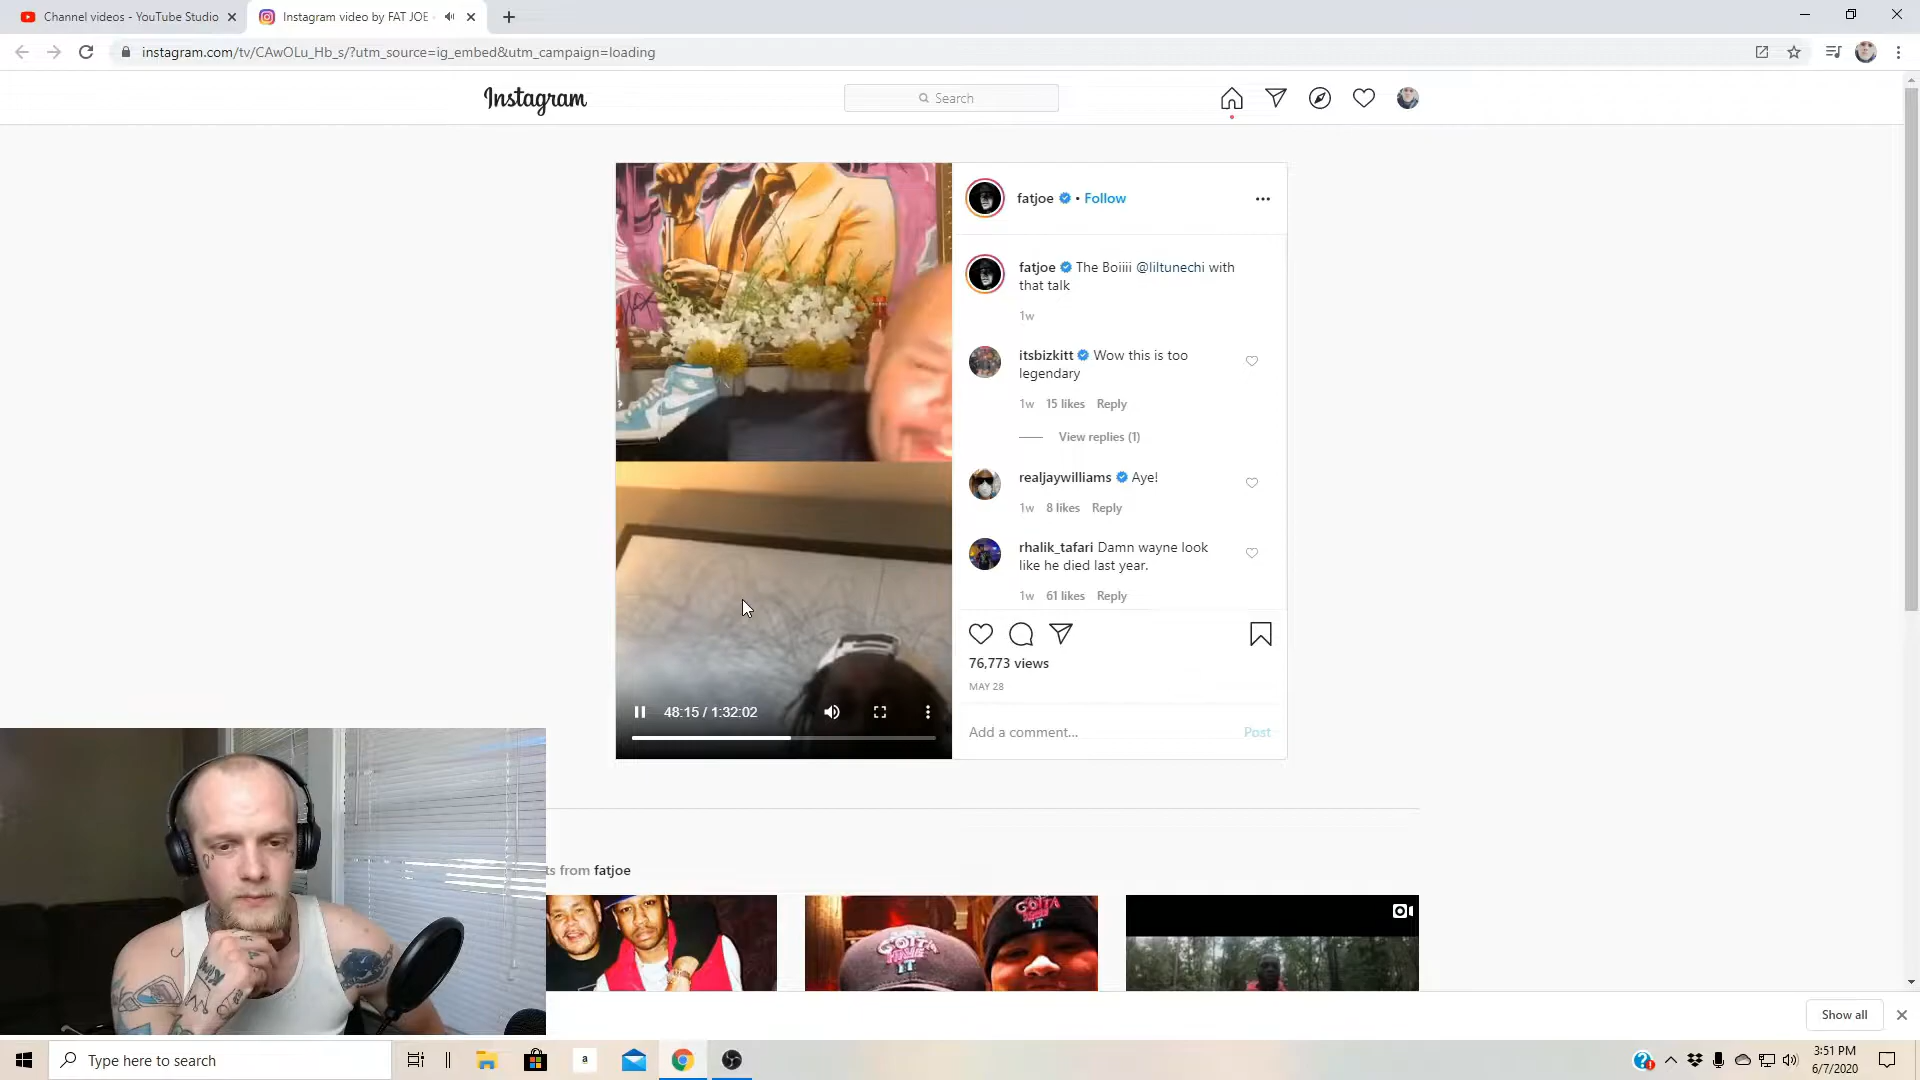 Channel videos - YouTube Studio
Instagram video by FAT JOE
instagram.com/tv/CAwOLu_Hb_s/?utm_source=ig_embed&utm_campaign=loading
Instagram
Search
fatjoe • Follow
fatjoe The Boiiii @liltunechi with
that talk
1w
itsbizkitt Wow this is too
legendary
1w 15 likes Reply
View replies (1)
realjaywilliams Aye!
1w 8 likes Reply
rhalik_tafari Damn wayne look
like he died last year.
1w 61 likes Reply
76,773 views
MAY 28
48:15 / 1:32:02
Add a comment... Post
ts from fatjoe
GOTTA
IT
GOTTA
IT
Show all
Type here to search
a
3:51 PM
6/7/2020